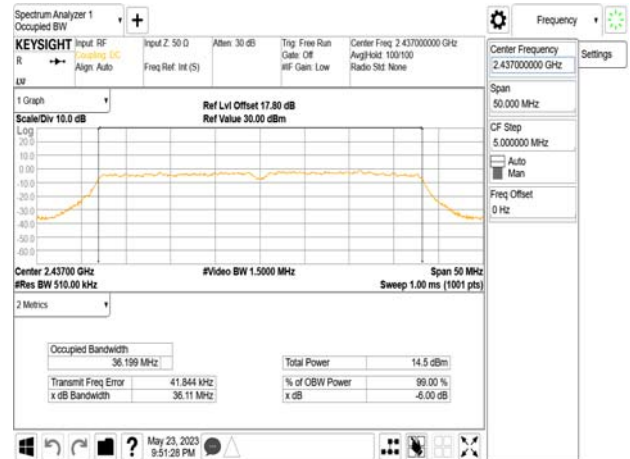 Spectrum Analyzer 1
Occupied BW
Frequency
KEYSIGHT
R
Input: RF
Coupling: DC
Align: Auto
Input Z: 50 Ω
Freq Ref: Int (S)
Atten: 30 dB
Trig: Free Run
Gate: Off
#IF Gain: Low
Center Freq: 2.437000000 GHz
Avg|Hold: 100/100
Radio Std: None
1 Graph
Scale/Div 10.0 dB
Ref Lvl Offset 17.80 dB
Ref Value 30.00 dBm
Log
20.0
10.0
0.00
-10.0
-20.0
-30.0
-40.0
-50.0
-60.0
Center 2.43700 GHz
#Res BW 510.00 kHz
#Video BW 1.5000 MHz
Span 50 MHz
Sweep 1.00 ms (1001 pts)
2 Metrics
Occupied Bandwidth
36.199 MHz
Transmit Freq Error 41.844 kHz
x dB Bandwidth 36.11 MHz
Total Power 14.5 dBm
% of OBW Power 99.00 %
x dB -6.00 dB
Center Frequency
2.437000000 GHz
Settings
Span
50.000 MHz
CF Step
5.000000 MHz
Auto
Man
Freq Offset
0 Hz
?
May 23, 2023
9:51:28 PM